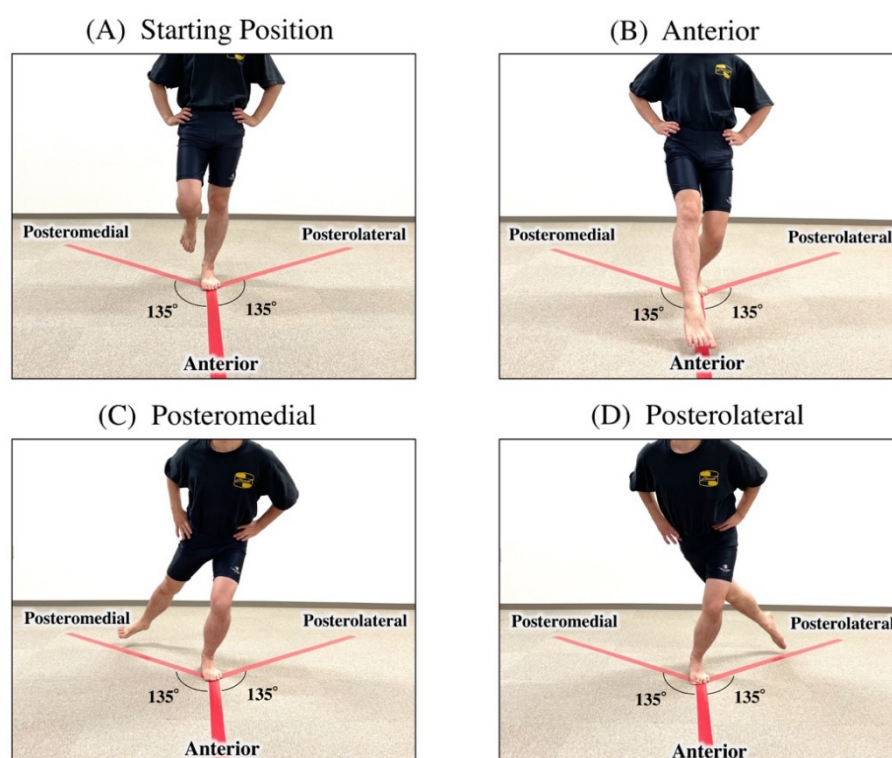 (A) Starting Position
Posteromedial
Posterolateral
135°
135°
Anterior
(B) Anterior
Posteromedial
Posterolateral
135°
135°
Anterior
(C) Posteromedial
Posteromedial
Posterolateral
135°
135°
Anterior
(D) Posterolateral
Posteromedial
Posterolateral
135°
135°
Anterior